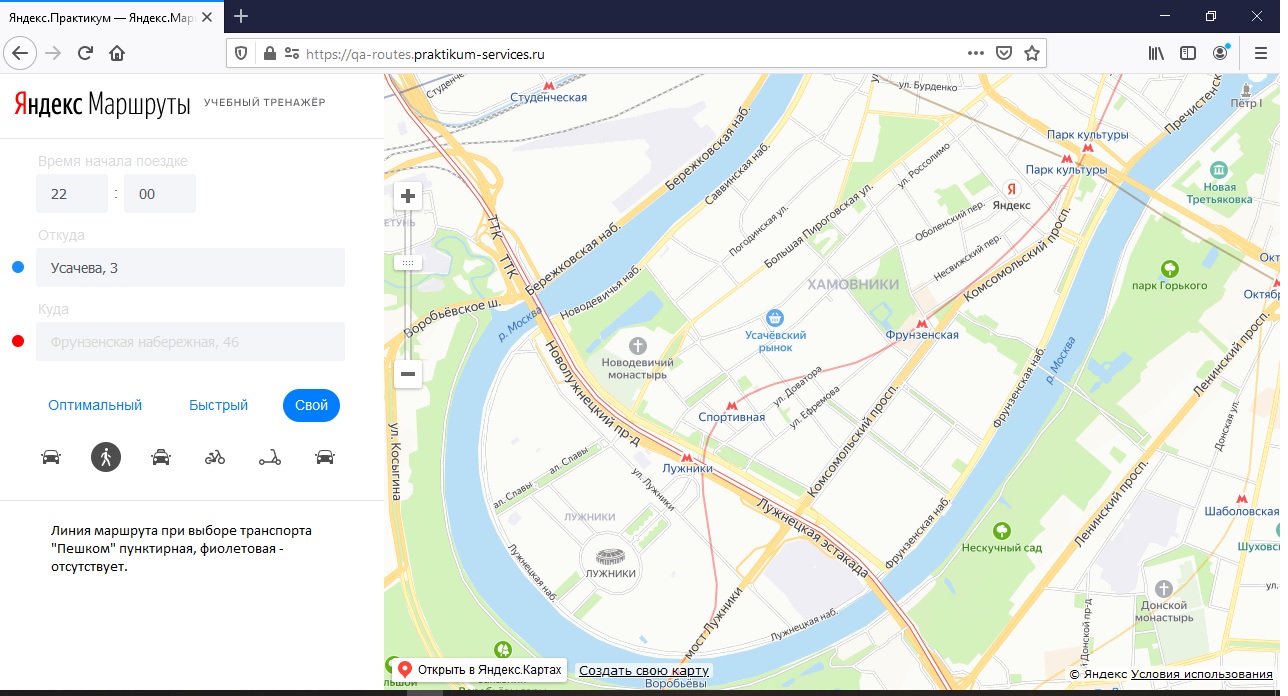 Яндекс.Практикум — Яндекс.Мар
https://qa-routes.praktikum-services.ru
Яндекс Маршруты
УЧЕБНЫЙ ТРЕНАЖЁР
Время начала поездке
22 : 00
Откуда
Усачева, 3
Куда
Фрунзенская набережная, 46
Оптимальный Быстрый Свой
Линия маршрута при выборе транспорта
"Пешком" пунктирная, фиолетовая -
отсутствует.
Студенческая
Студенческая
ул. Бурденко
Пречистенск
Пётр I
Бережковская наб.
Саввинская наб.
Парк культуры
Парк культуры
ул. Россолимо
Я
Яндекс
Новая
Третьяковка
ЕТУНЬ
ТТК
ТТК
Погодинская ул.
Большая Пироговская ул.
Оболенский пер.
Несвижский пер.
Комсомольский просп.
Бережковская наб.
Новодевичья наб.
ХАМОВНИКИ
парк Горького
Окт
Октябр
Воробьёвское ш.
р. Москва
Усачёвский
рынок
Фрунзенская
Новодевичий
монастырь
р. Москва
Ленинский просп.
Новолужнецкий пр-д
ул. Доватора
ул. Ефремова
Спортивная
Фрунзенская наб.
Комсомольский просп.
Донская ул.
ул. Косыгина
Лужники
ал. Славы
ал. Славы
ул. Лужники
ЛУЖНИКИ
Лужнецкая эстакада
Фрунзенская наб.
Ленинский просп.
Шаболовская
Нескучный сад
Шуховс
ЛУЖНИКИ
Лужнецкая наб.
Лужнецкая наб.
мост Лужники
Донской
монастырь
Донской пр-д
Открыть в Яндекс.Картах
Создать свою карту
Воробьёвы
© Яндекс Условия использования